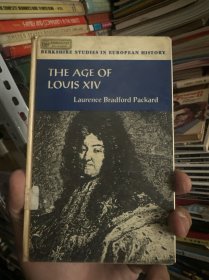 BERKSHIRE STUDIES IN EUROPEAN HISTORY
THE AGE OF
LOUIS XIV
Laurence Bradford Packard